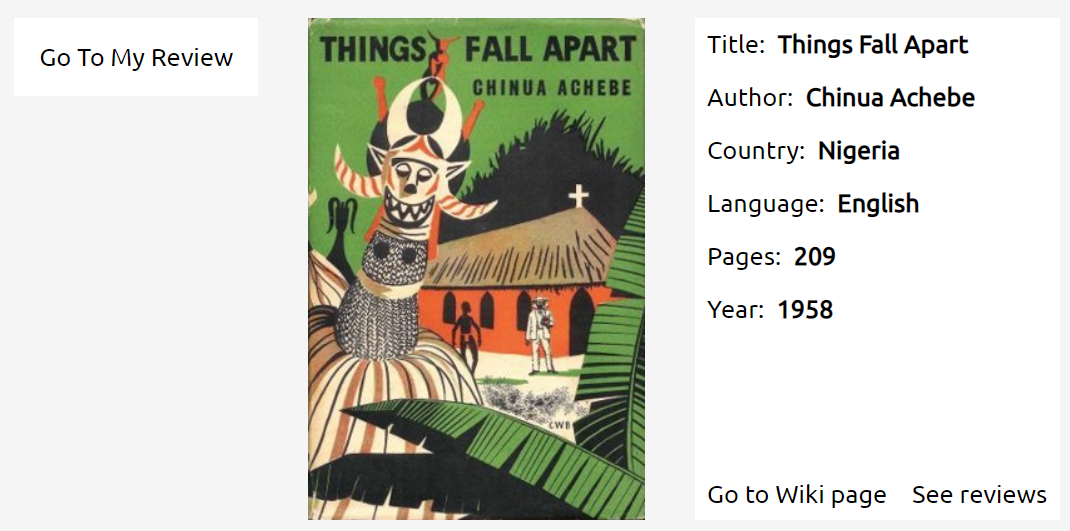 Go To My Review
THINGS FALL APART
CHINUA ACHEBE
CWB
Title: Things Fall Apart
Author: Chinua Achebe
Country: Nigeria
Language: English
Pages: 209
Year: 1958
Go to Wiki page See reviews